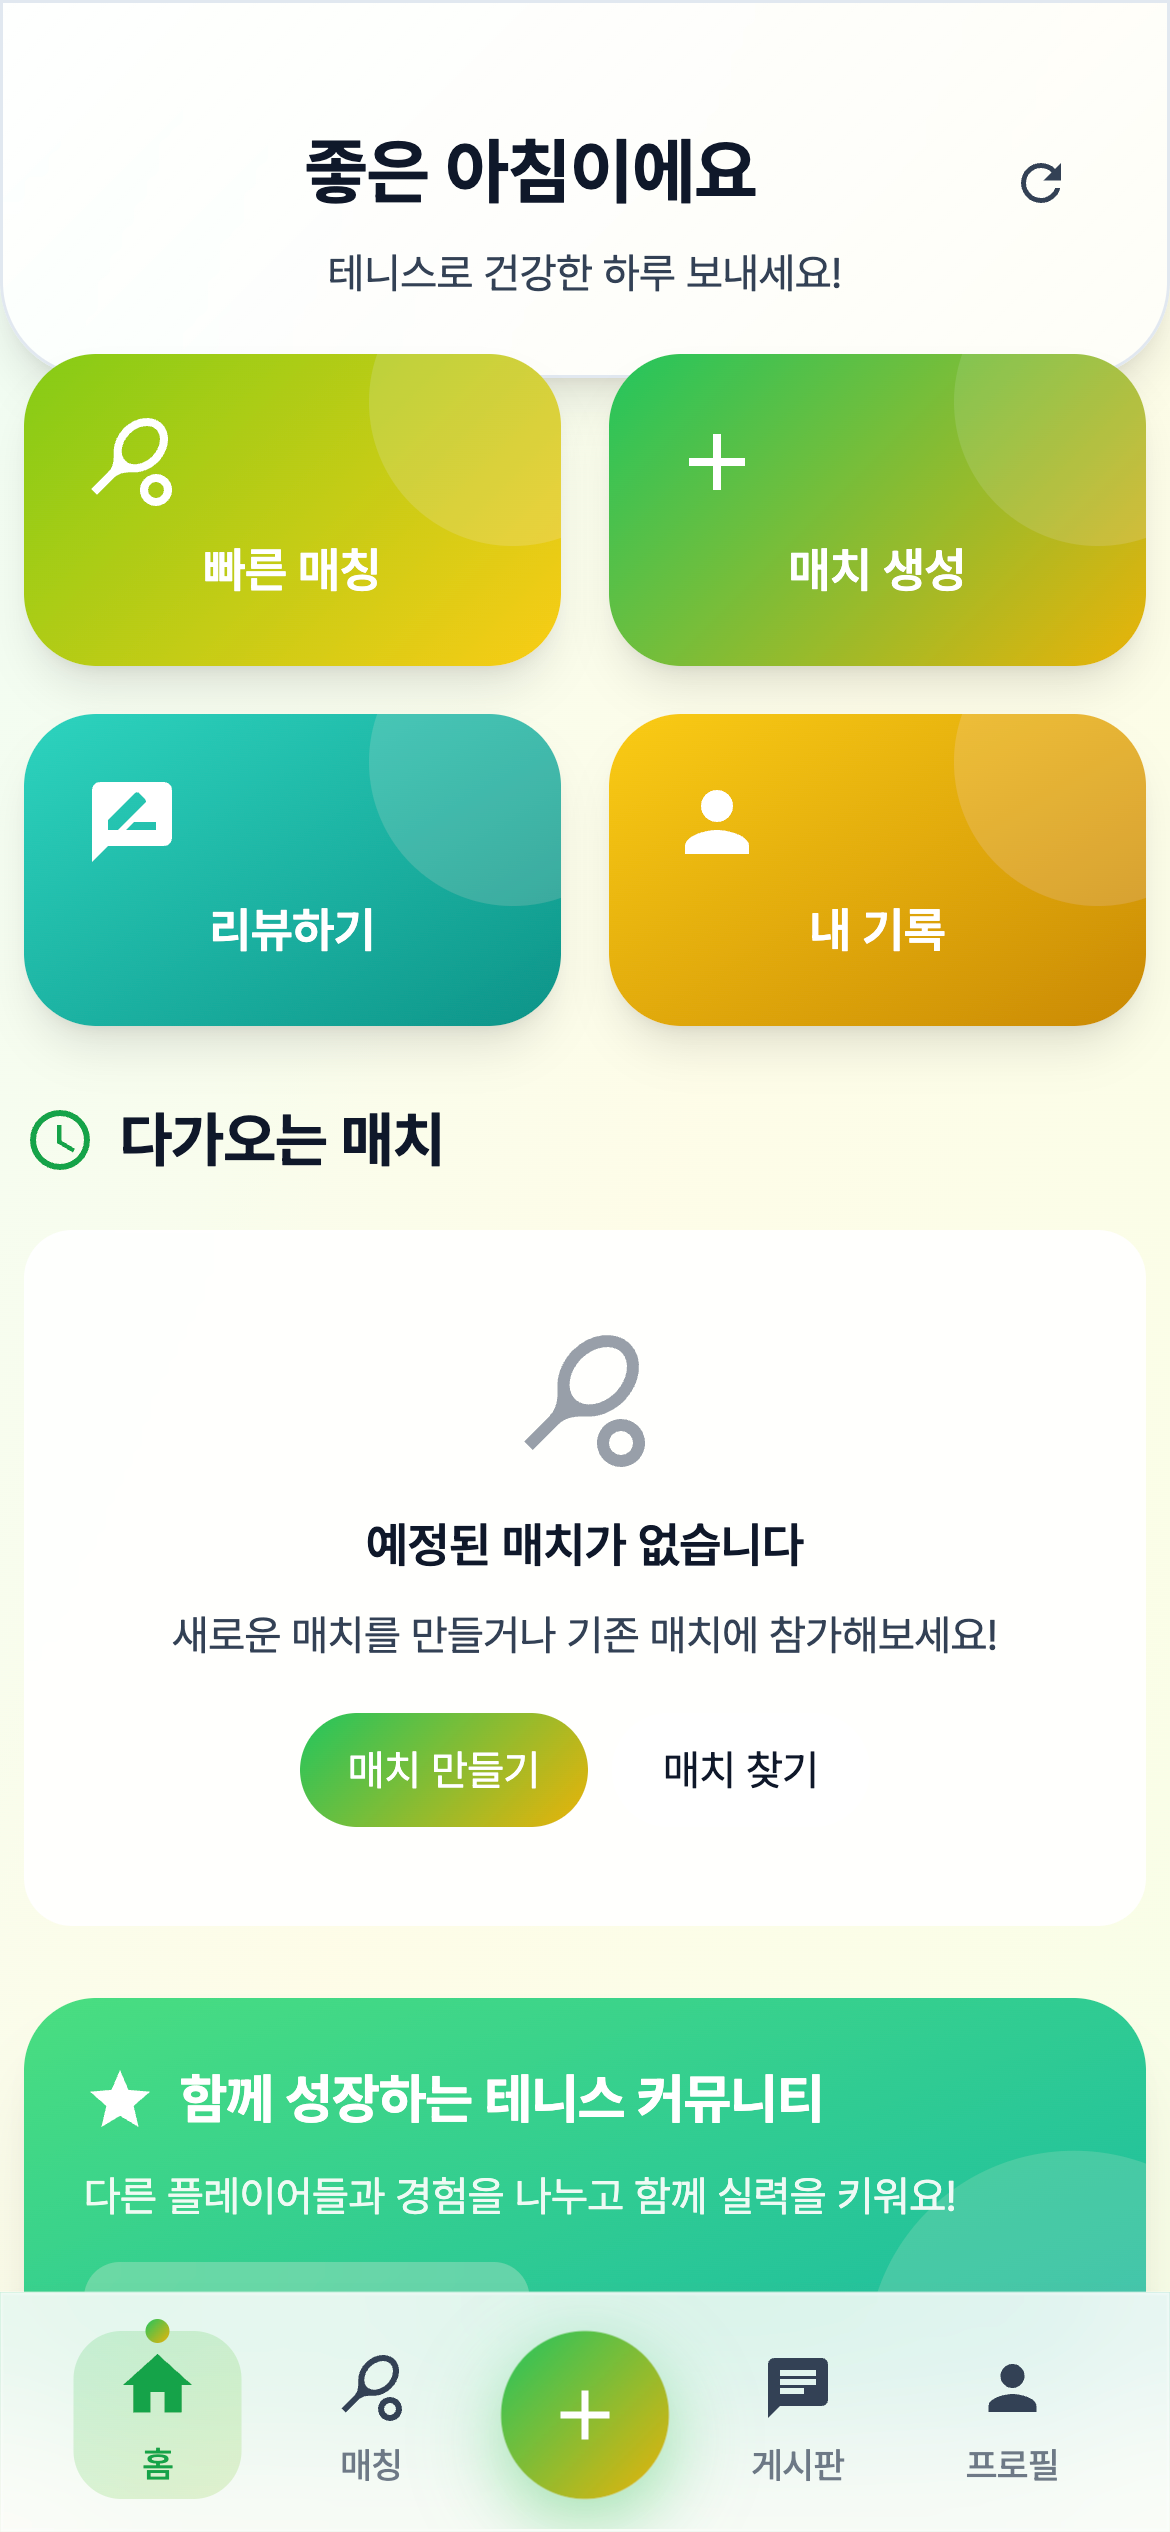 좋은 아침이에요
테니스로 건강한 하루 보내세요!
빠른 매칭
매치 생성
리뷰하기
내 기록
다가오는 매치
예정된 매치가 없습니다
새로운 매치를 만들거나 기존 매치에 참가해보세요!
매치 만들기
매치 찾기
함께 성장하는 테니스 커뮤니티
다른 플레이어들과 경험을 나누고 함께 실력을 키워요!
홈
매칭
게시판
프로필